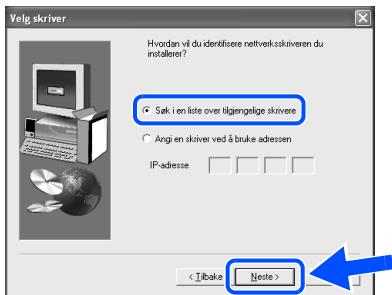 Velg skriver
Hvordan vil du identifisere nettverksskriveren du
installerer?
Søk i en liste over tilgjengelige skrivere
Angi en skriver ved å bruke adressen
IP-adresse
< Tilbake
Neste >